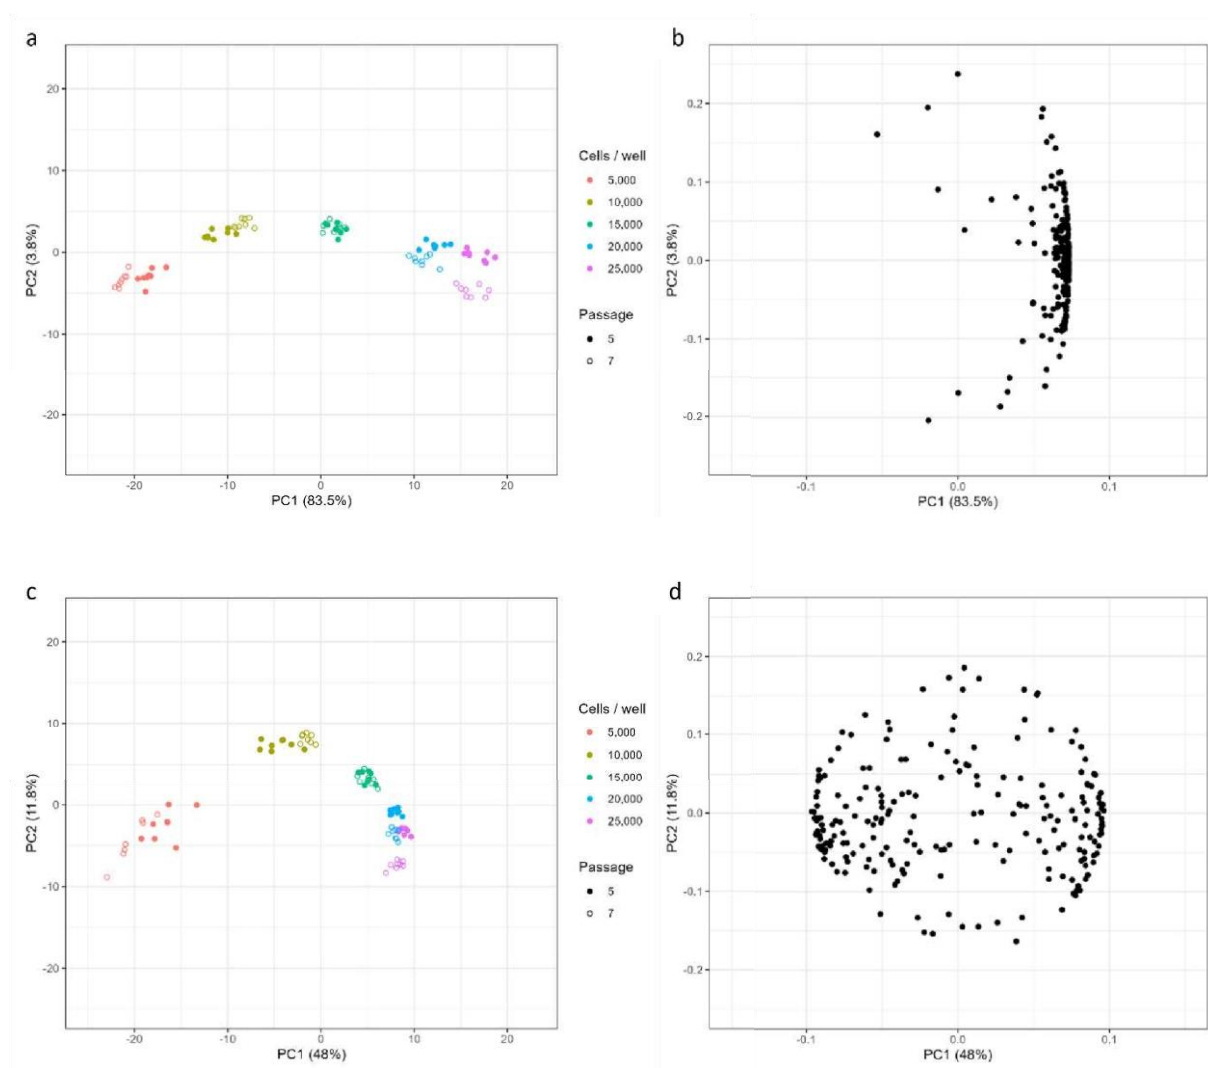 a
20
10
0
-10
-20
PC2 (3.8%)
-20 -10 0 10 20
PC1 (83.5%)
Cells / well
5,000
10,000
15,000
20,000
25,000
Passage
5
7
b
0.2
0.1
0.0
-0.1
-0.2
PC2 (3.8%)
-0.1 0.0 0.1
PC1 (83.5%)
c
20
10
0
-10
-20
PC2 (11.8%)
-20 -10 0 10 20
PC1 (48%)
Cells / well
5,000
10,000
15,000
20,000
25,000
Passage
5
7
d
0.2
0.1
0.0
-0.1
-0.2
PC2 (11.8%)
-0.1 0.0 0.1
PC1 (48%)